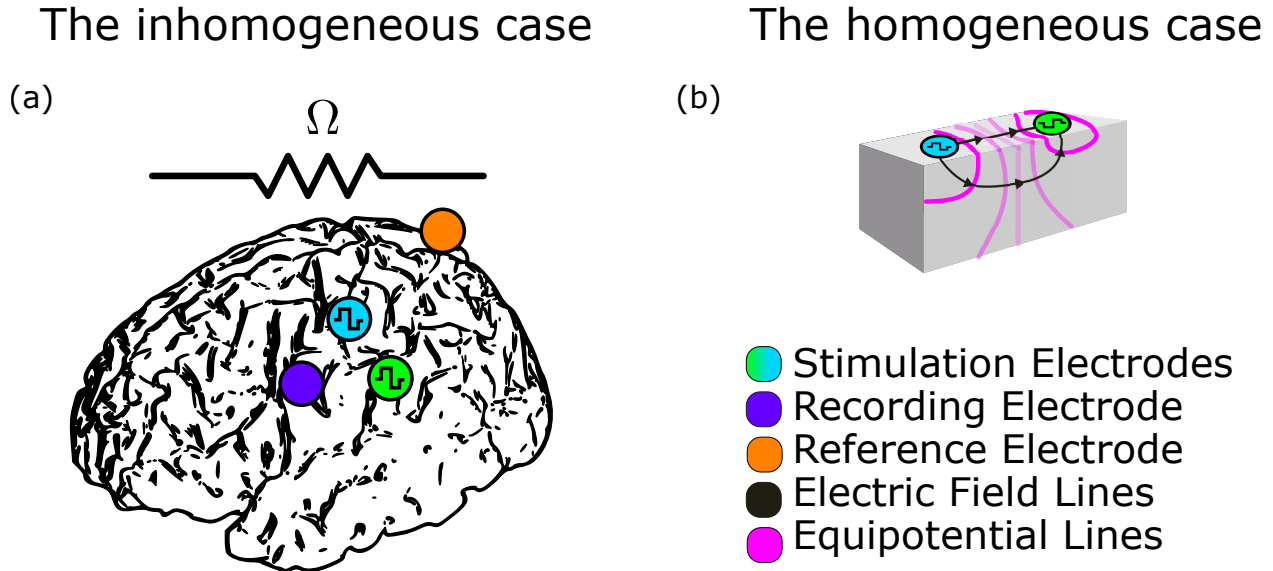 The inhomogeneous case
The homogeneous case
(a)
(b)
Ω
Stimulation Electrodes
Recording Electrode
Reference Electrode
Electric Field Lines
Equipotential Lines